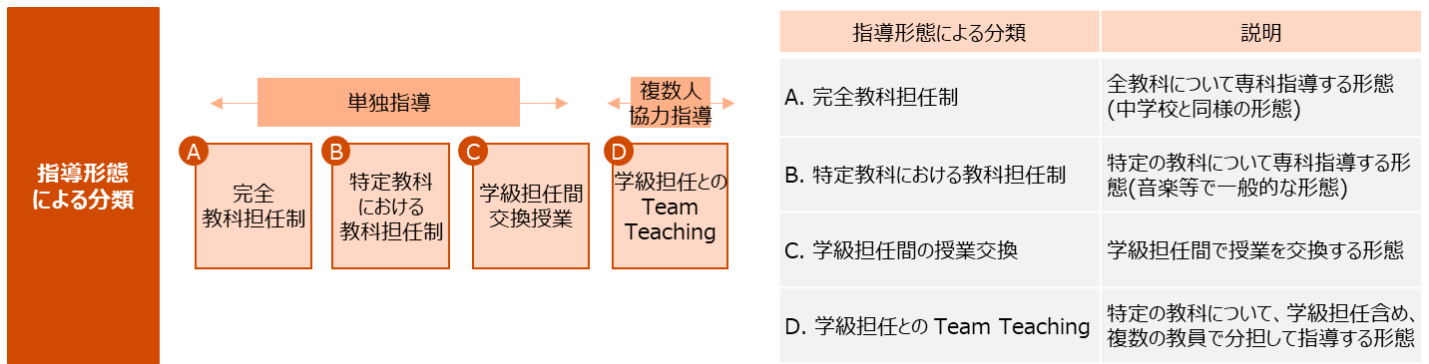 指導形態
による分類
単独指導
複数人
協力指導
A
完全
教科担任制
B
特定教科
における
教科担任制
C
学級担任間
交換授業
D
学級担任との
Team
Teaching
指導形態による分類
説明
A. 完全教科担任制
全教科について専科指導する形態
(中学校と同様の形態)
B. 特定教科における教科担任制
特定の教科について専科指導する形
態(音楽等で一般的な形態)
C. 学級担任間の授業交換
学級担任間で授業を交換する形態
D. 学級担任との Team Teaching
特定の教科について、学級担任含め、
複数の教員で分担して指導する形態